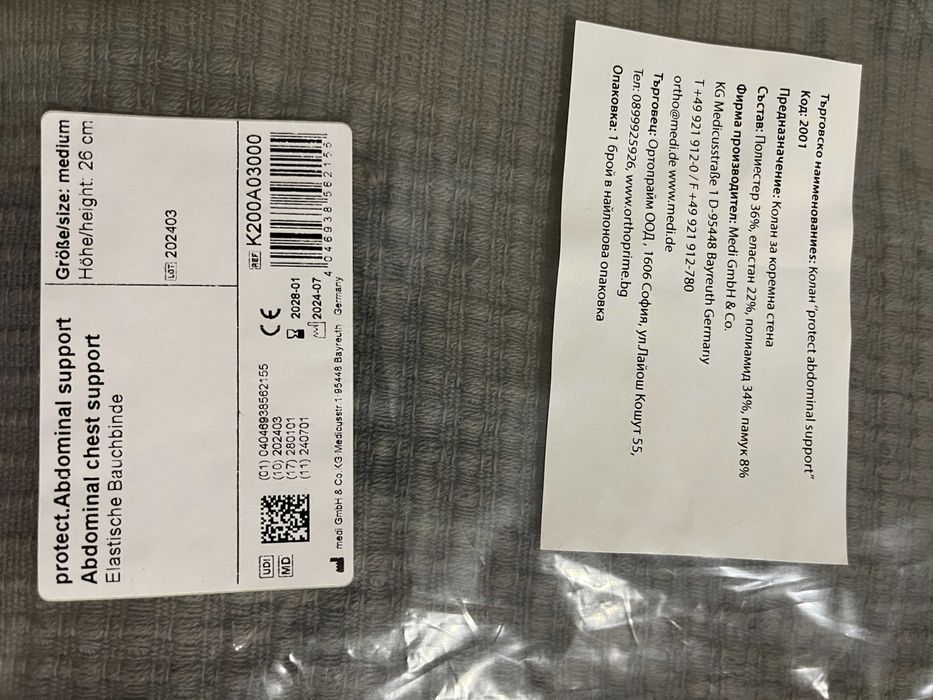 protect.Abdominal support
Abdominal chest support
Elastische Bauchbinde
Größe/size: medium
Höhe/height: 26 cm
LOT 202403
UDI
MD
(01) 04046938562155
(10) 202403
(17) 280101
(11) 240701
CE
2028-01
2024-07
REF K200A03000
4 046938 562155
medi GmbH & Co.KG Medicusstr.1 95448 Bayreuth Germany
Търговско наименованиеs: Колан "protect abdominal support"
Код: 2001
Предназначение: Колан за коремна стена
Състав: Полиестер 36%, еластан 22%, полиамид 34%, памук 8%
Фирма производител: Medi GmbH & Co.
KG Medicusstraße 1 D-95448 Bayreuth Germany
T +49 921 912-0 / F +49 921 912-780
ortho@medi.de www.medi.de
Търговец: Ортопрайм ООД , 1606 София, ул.Лайош Кошут 55,
Тел: 0899925926, www.orthoprime.bg
Опаковка: 1 брой в найлонова опаковка